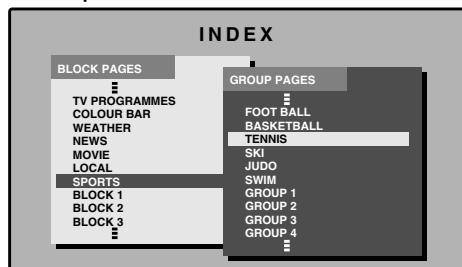 INDEX
BLOCK PAGES
TV PROGRAMMES
COLOUR BAR
WEATHER
NEWS
MOVIE
LOCAL
SPORTS
BLOCK 1
BLOCK 2
BLOCK 3
GROUP PAGES
FOOT BALL
BASKETBALL
TENNIS
SKI
JUDO
SWIM
GROUP 1
GROUP 2
GROUP 3
GROUP 4